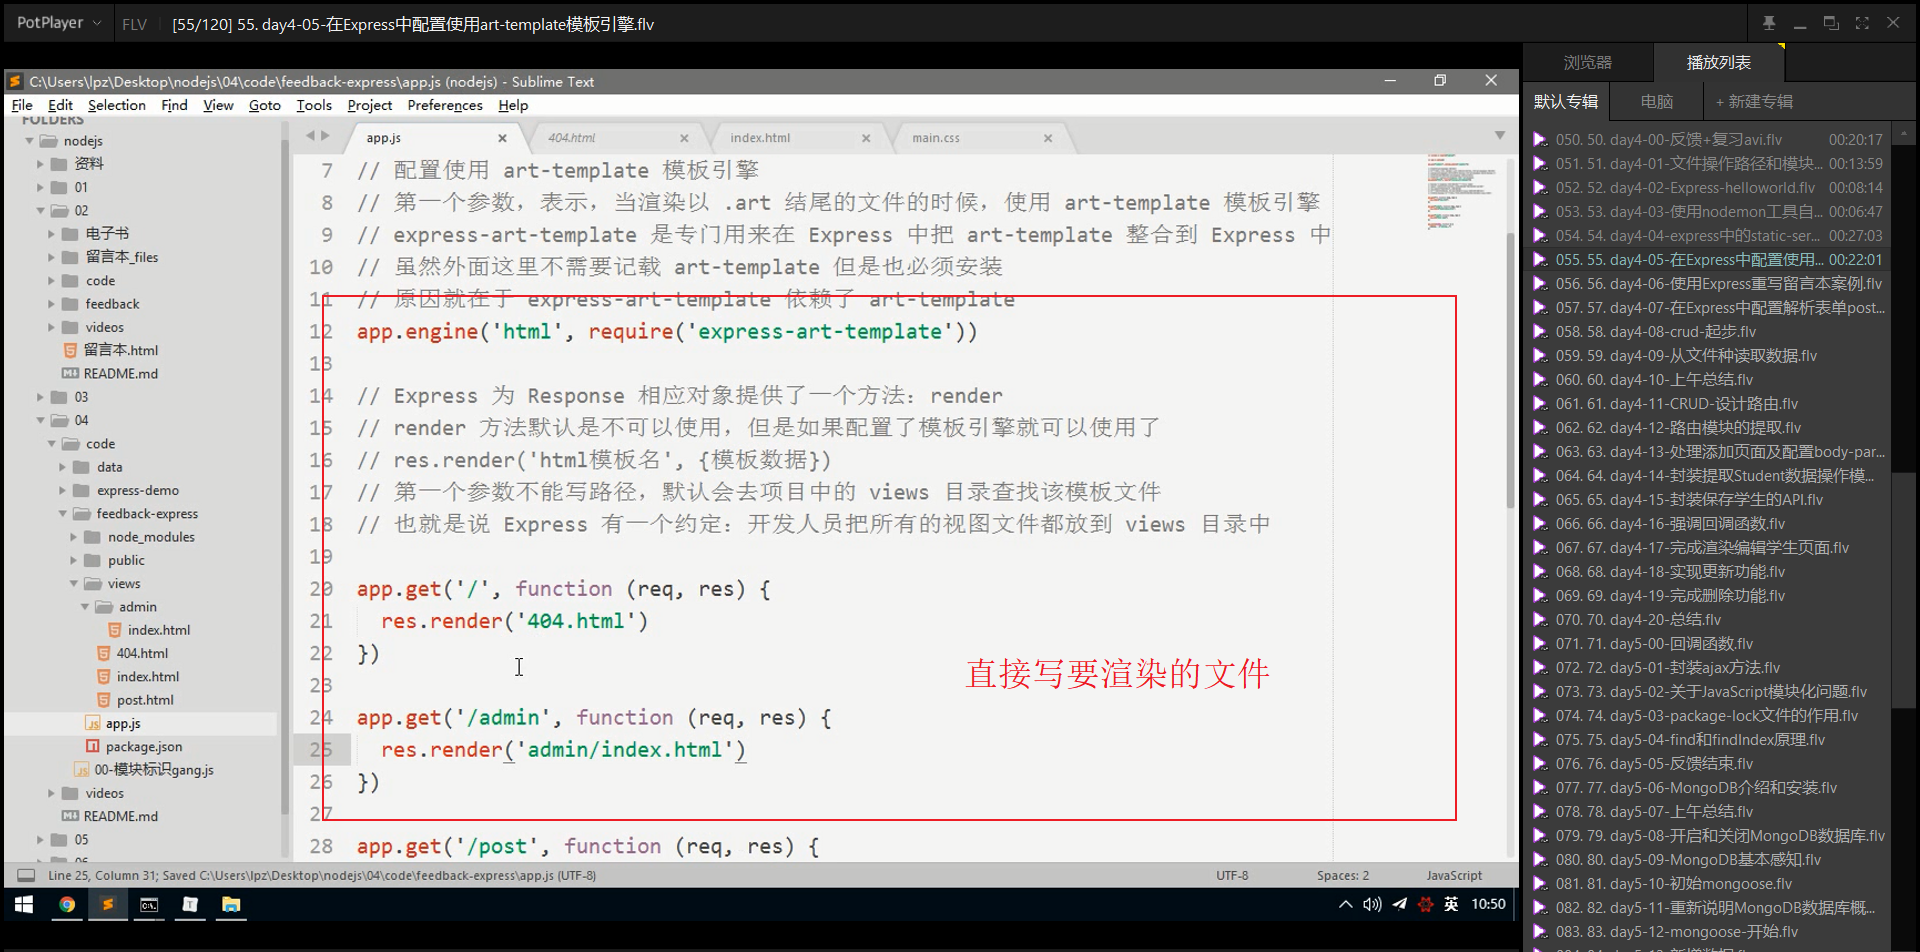 PotPlayer
FLV
[55/120] 55. day4-05-在Express中配置使用art-template模板引擎.flv
C:\Users\lpz\Desktop\nodejs\04\code\feedback-express\app.js (nodejs) - Sublime Text
File Edit Selection Find View Goto Tools Project Preferences Help
FOLDERS
nodejs
资料
01
02
电子书
留言本_files
code
feedback
videos
留言本.html
README.md
03
04
code
data
express-demo
feedback-express
node_modules
public
views
admin
index.html
404.html
index.html
post.html
app.js
package.json
00-模块标识gang.js
videos
README.md
05
app.js
404.html
index.html
main.css
7 // 配置使用 art-template 模板引擎
8 // 第一个参数，表示，当渲染以 .art 结尾的文件的时候，使用 art-template 模板引擎
9 // express-art-template 是专门用来在 Express 中把 art-template 整合到 Express 中
10 // 虽然外面这里不需要记载 art-template 但是也必须安装
11 // 原因就在于 express-art-template 依赖了 art-template
12 app.engine('html', require('express-art-template'))
13
14 // Express 为 Response 相应对象提供了一个方法：render
15 // render 方法默认是不可以使用，但是如果配置了模板引擎就可以使用了
16 // res.render('html模板名', {模板数据})
17 // 第一个参数不能写路径，默认会去项目中的 views 目录查找该模板文件
18 // 也就是说 Express 有一个约定：开发人员把所有的视图文件都放到 views 目录中
19
20 app.get('/', function (req, res) {
21 res.render('404.html')
22 })
23
24 app.get('/admin', function (req, res) {
25 res.render('admin/index.html')
26 })
27
28 app.get('/post', function (req, res) {
直接写要渲染的文件
Line 25, Column 31; Saved C:\Users\lpz\Desktop\nodejs\04\code\feedback-express\app.js (UTF-8)
UTF-8
Spaces: 2
JavaScript
英
10:50
浏览器
播放列表
默认专辑
电脑
+ 新建专辑
050. 50. day4-00-反馈+复习avi.flv 00:20:17
051. 51. day4-01-文件操作路径和模块... 00:13:59
052. 52. day4-02-Express-helloworld.flv 00:08:14
053. 53. day4-03-使用nodemon工具自... 00:06:47
054. 54. day4-04-express中的static-ser... 00:27:03
055. 55. day4-05-在Express中配置使用... 00:22:01
056. 56. day4-06-使用Express重写留言本案例.flv
057. 57. day4-07-在Express中配置解析表单post...
058. 58. day4-08-crud-起步.flv
059. 59. day4-09-从文件种读取数据.flv
060. 60. day4-10-上午总结.flv
061. 61. day4-11-CRUD-设计路由.flv
062. 62. day4-12-路由模块的提取.flv
063. 63. day4-13-处理添加页面及配置body-par...
064. 64. day4-14-封装提取Student数据操作模...
065. 65. day4-15-封装保存学生的API.flv
066. 66. day4-16-强调回调函数.flv
067. 67. day4-17-完成渲染编辑学生页面.flv
068. 68. day4-18-实现更新功能.flv
069. 69. day4-19-完成删除功能.flv
070. 70. day4-20-总结.flv
071. 71. day5-00-回调函数.flv
072. 72. day5-01-封装ajax方法.flv
073. 73. day5-02-关于JavaScript模块化问题.flv
074. 74. day5-03-package-lock文件的作用.flv
075. 75. day5-04-find和findIndex原理.flv
076. 76. day5-05-反馈结束.flv
077. 77. day5-06-MongoDB介绍和安装.flv
078. 78. day5-07-上午总结.flv
079. 79. day5-08-开启和关闭MongoDB数据库.flv
080. 80. day5-09-MongoDB基本感知.flv
081. 81. day5-10-初始mongoose.flv
082. 82. day5-11-重新说明MongoDB数据库概...
083. 83. day5-12-mongoose-开始.flv